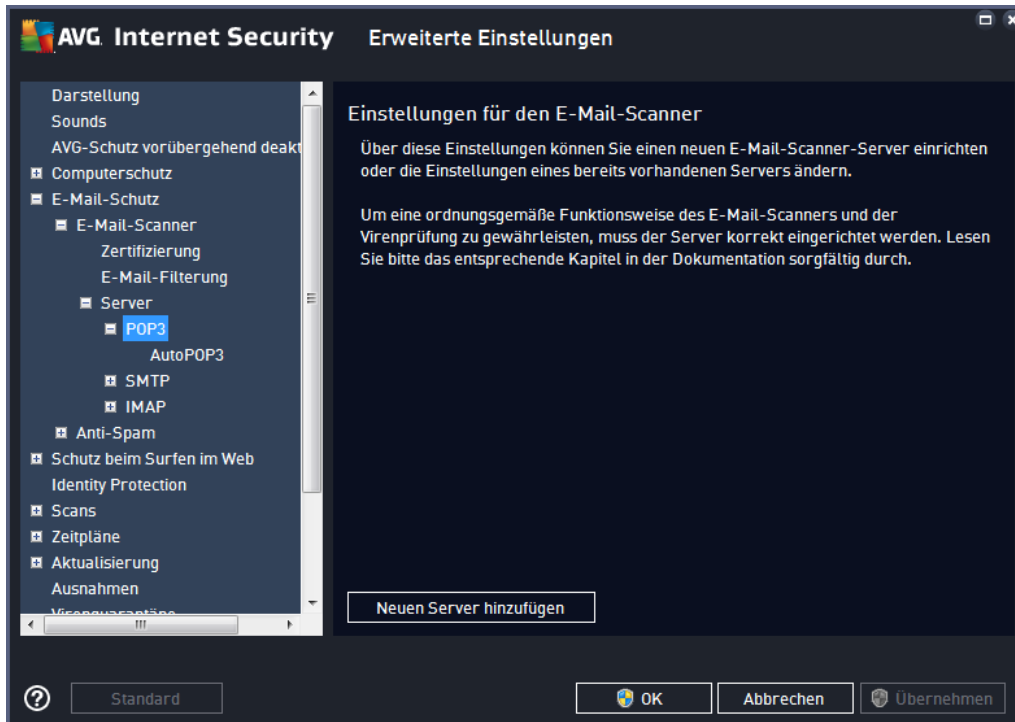 AVG Internet Security Erweiterte Einstellungen
Darstellung
Sounds
AVG-Schutz vorübergehend deakt
Computerschutz
E-Mail-Schutz
E-Mail-Scanner
Zertifizierung
E-Mail-Filterung
Server
POP3
AutoPOP3
SMTP
IMAP
Anti-Spam
Schutz beim Surfen im Web
Identity Protection
Scans
Zeitpläne
Aktualisierung
Ausnahmen
Virenquarantäne
Einstellungen für den E-Mail-Scanner
Über diese Einstellungen können Sie einen neuen E-Mail-Scanner-Server einrichten
oder die Einstellungen eines bereits vorhandenen Servers ändern.
Um eine ordnungsgemäße Funktionsweise des E-Mail-Scanners und der
Virenprüfung zu gewährleisten, muss der Server korrekt eingerichtet werden. Lesen
Sie bitte das entsprechende Kapitel in der Dokumentation sorgfältig durch.
Neuen Server hinzufügen
Standard
OK
Abbrechen
Übernehmen